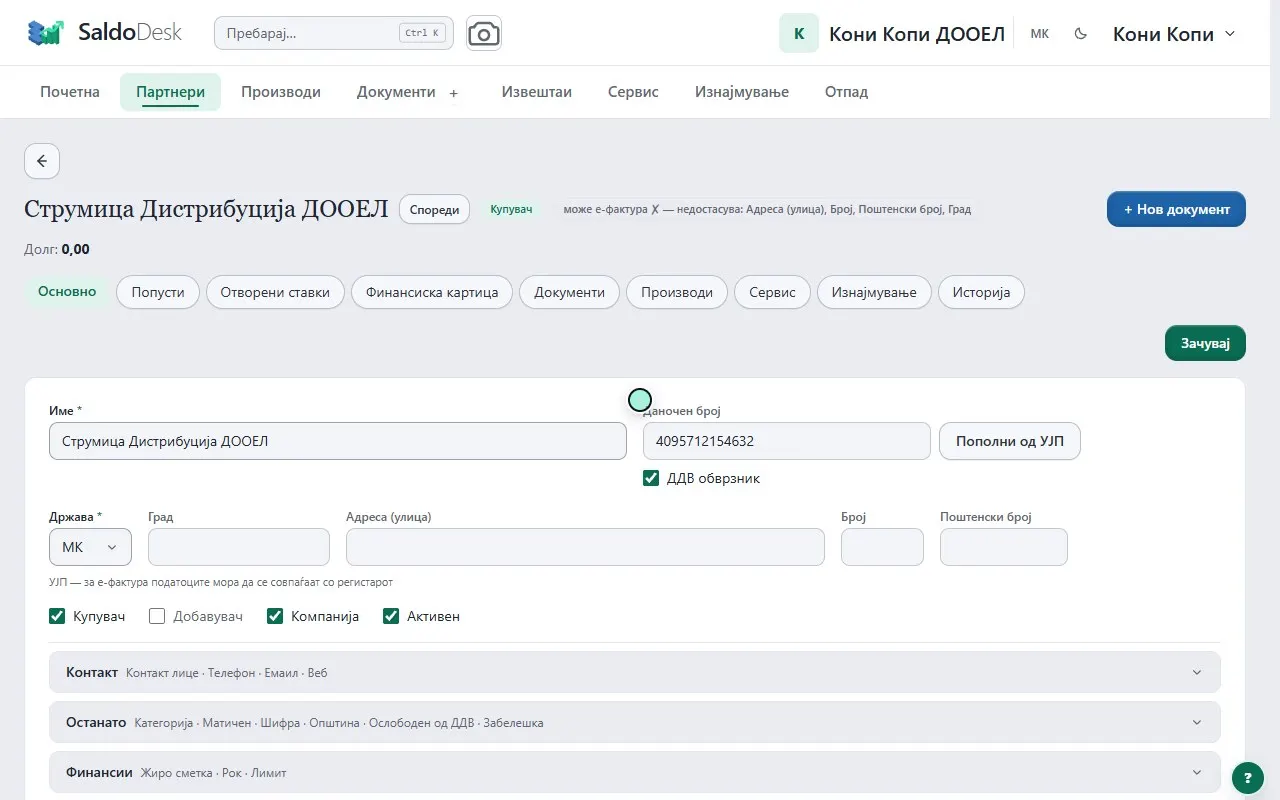 SaldoDesk Пребарај... Ctrl K К Кони Копи ДООЕЛ МК Кони Копи
Почетна Партнери Производи Документи + Извештаи Сервис Изнајмување Отпад
Струмица Дистрибуција ДООЕЛ Спореди Купувач може е-фактура ✗ — недостасува: Адреса (улица), Број, Поштенски број, Град + Нов документ
Долг: 0,00
Основно Попусти Отворени ставки Финансиска картица Документи Производи Сервис Изнајмување Историја
Зачувај
Име * Даночен број
Струмица Дистрибуција ДООЕЛ 4095712154632 Пополни од УЈП
ДДВ обврзник
Држава * Град Адреса (улица) Број Поштенски број
МК
УЈП — за е-фактура податоците мора да се совпаѓаат со регистарот
Купувач Добавувач Компанија Активен
Контакт Контакт лице · Телефон · Емаил · Веб
Останато Категорија · Матичен · Шифра · Општина · Ослободен од ДДВ · Забелешка
Финансии Жиро сметка · Рок · Лимит
?